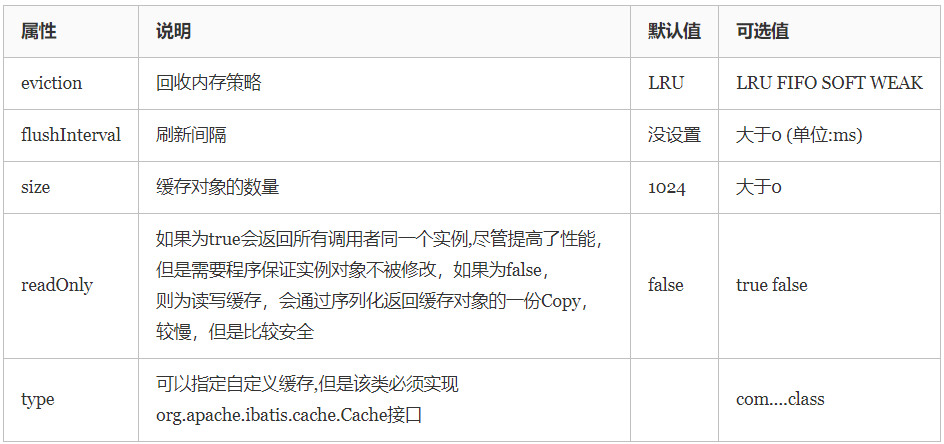 属性 说明 默认值 可选值
eviction 回收内存策略 LRU LRU FIFO SOFT WEAK
flushInterval 刷新间隔 没设置 大于0 (单位:ms)
size 缓存对象的数量 1024 大于0
如果为true会返回所有调用者同一个实例,尽管提高了性能，
但是需要程序保证实例对象不被修改，如果为false，
readOnly 则为读写缓存，会通过序列化返回缓存对象的一份Copy， false true false
较慢，但是比较安全
可以指定自定义缓存,但是该类必须实现
type org.apache.ibatis.cache.Cache接口 com....class